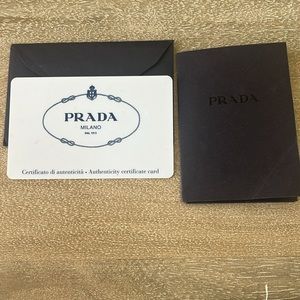 PRADA
MILANO
DAL 1913
Certificato di autenticità - Authenticity certificate card
PRADA